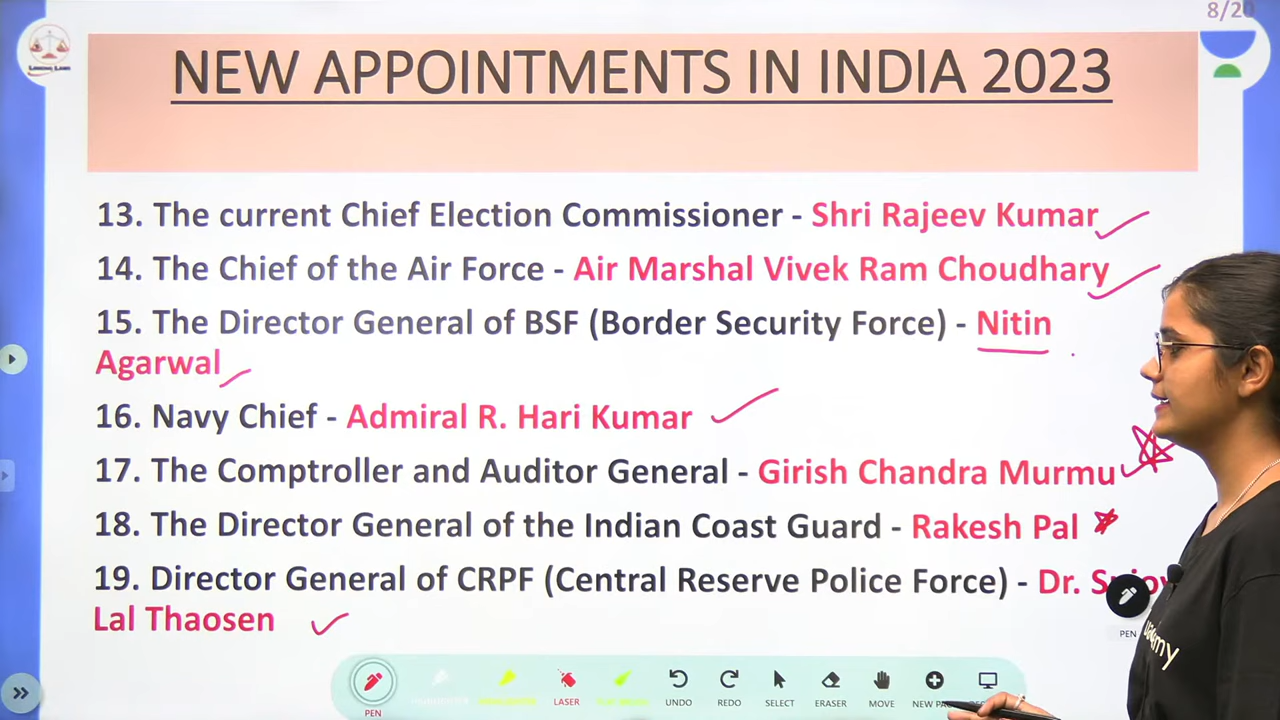 8/20
NEW APPOINTMENTS IN INDIA 2023
13. The current Chief Election Commissioner - Shri Rajeev Kumar
14. The Chief of the Air Force - Air Marshal Vivek Ram Choudhary
15. The Director General of BSF (Border Security Force) - Nitin
Agarwal
16. Navy Chief - Admiral R. Hari Kumar
17. The Comptroller and Auditor General - Girish Chandra Murmu
18. The Director General of the Indian Coast Guard - Rakesh Pal
19. Director General of CRPF (Central Reserve Police Force) - Dr.
Lal Thaosen
PEN
PEN
HIGHLIGHTER
LASER
UNDO
REDO
SELECT
ERASER
MOVE
NEW